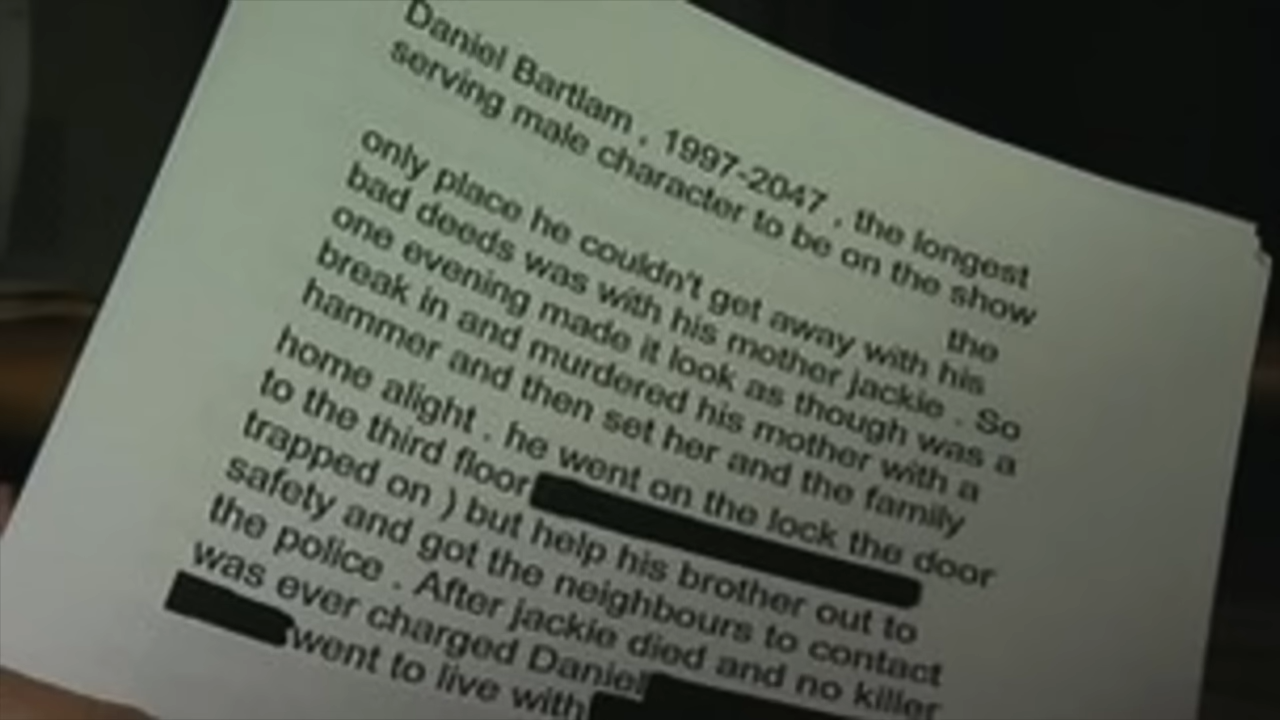 Daniel Bartlam , 1997-2047 , the longest
serving male character to be on the show
the
only place he couldn't get away with his
bad deeds was with his mother jackie . So
one evening made it look as though was a
break in and murdered his mother with a
hammer and then set her and the family
home alight . he went on the lock the door
to the third floor
trapped on ) but help his brother out to
safety and got the neighbours to contact
the police . After jackie died and no killer
was ever charged Daniel
went to live with